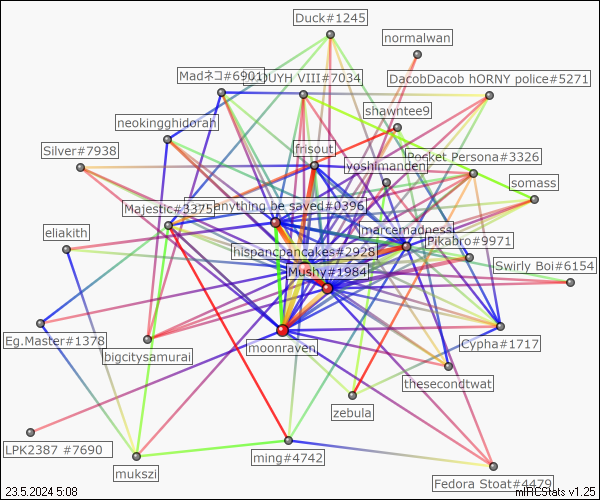 Duck#1245
normalwan
Madネコ#6901
UYH VIII#7034
DacobDacob hORNY police#5271
shawntee9
neokingghidorah
frisout
Silver#7938
yoshimanden
Pocket Persona#3326
somass
anything be saved#0396
Majestic#3375
marcemadness
eliakith
Pikabro#9971
hispancpancakes#2928
Mushy#1984
Swirly Boi#6154
Eg.Master#1378
moonraven
Cypha#1717
bigcitysamurai
thesecondtwat
zebula
LPK2387 #7690
ming#4742
mukszi
Fedora Stoat#4479
23.5.2024 5:08
mIRCStats v1.25